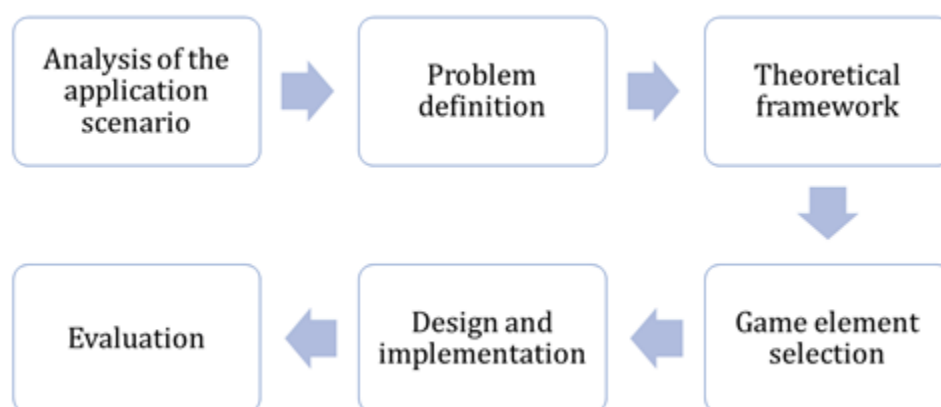 Analysis of the
application
scenario
Problem
definition
Theoretical
framework
Game element
selection
Design and
implementation
Evaluation